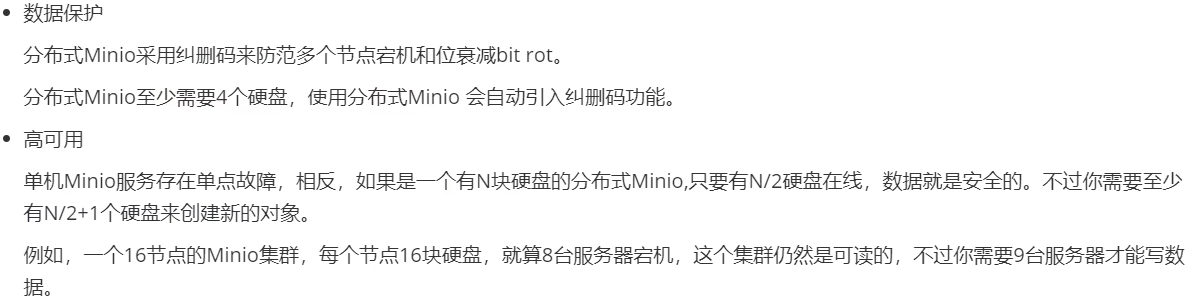 • 数据保护
分布式Minio采用纠删码来防范多个节点宕机和位衰减bit rot。
分布式Minio至少需要4个硬盘，使用分布式Minio 会自动引入纠删码功能。
• 高可用
单机Minio服务存在单点故障，相反，如果是一个有N块硬盘的分布式Minio,只要有N/2硬盘在线，数据就是安全的。不过你需要至少
有N/2+1个硬盘来创建新的对象。
例如，一个16节点的Minio集群，每个节点16块硬盘，就算8台服务器宕机，这个集群仍然是可读的，不过你需要9台服务器才能写数
据。